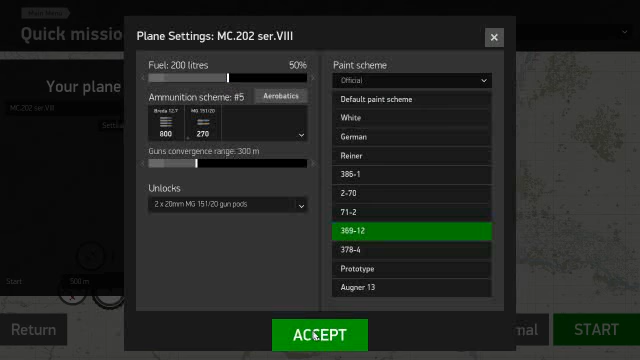 Main Menu
Quick missio
Plane Settings: MC.202 ser.VIII
Your plane
MC.202 ser.VIII
Fuel: 200 litres 50%
Ammunition scheme: #5 Aerobatics
Breda 12.7 MG 151/20
800 270
Guns convergence range: 300 m
Unlocks
2 x 20mm MG 151/20 gun pods
Paint scheme
Official
Default paint scheme
White
German
Reiner
386-1
2-70
71-2
369-12
378-4
Prototype
Augner 13
Start 500 m
Return
ACCEPT
mal
START